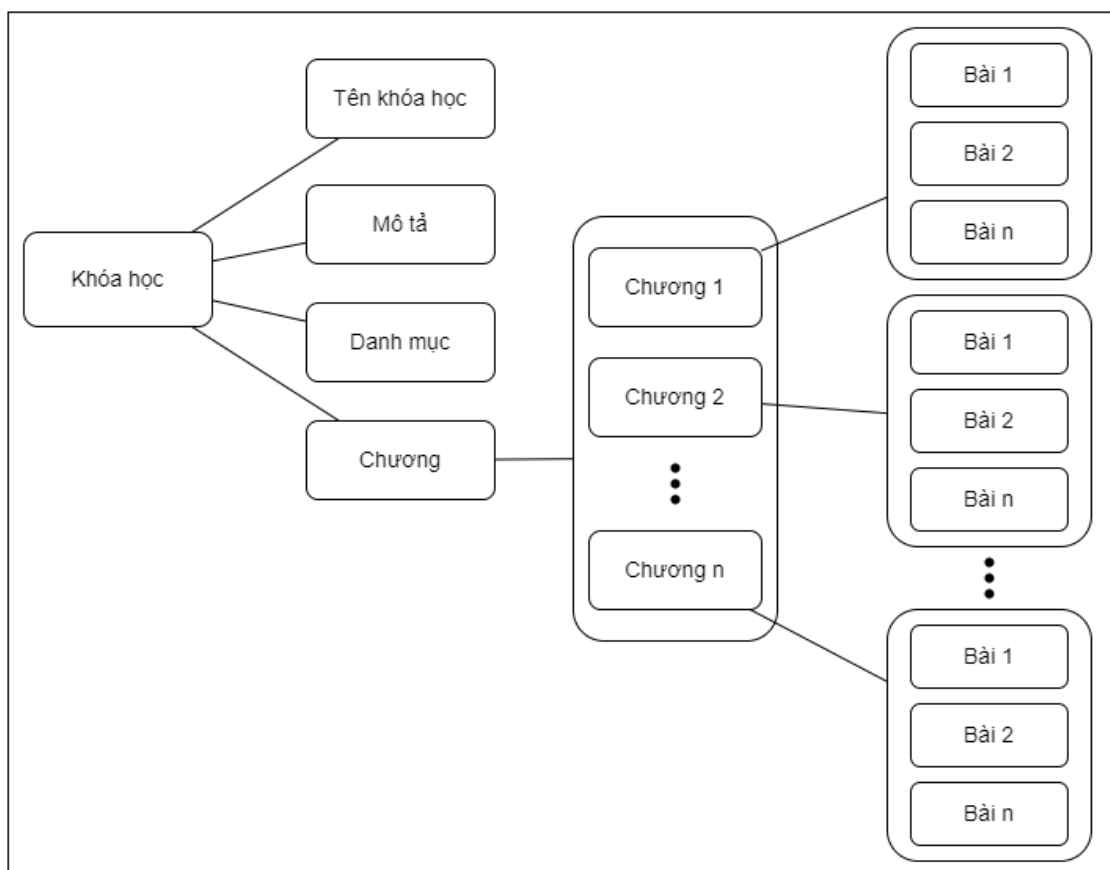 Khóa học
Tên khóa học
Mô tả
Danh mục
Chương
Chương 1
Chương 2
Chương n
Bài 1
Bài 2
Bài n
Bài 1
Bài 2
Bài n
Bài 1
Bài 2
Bài n